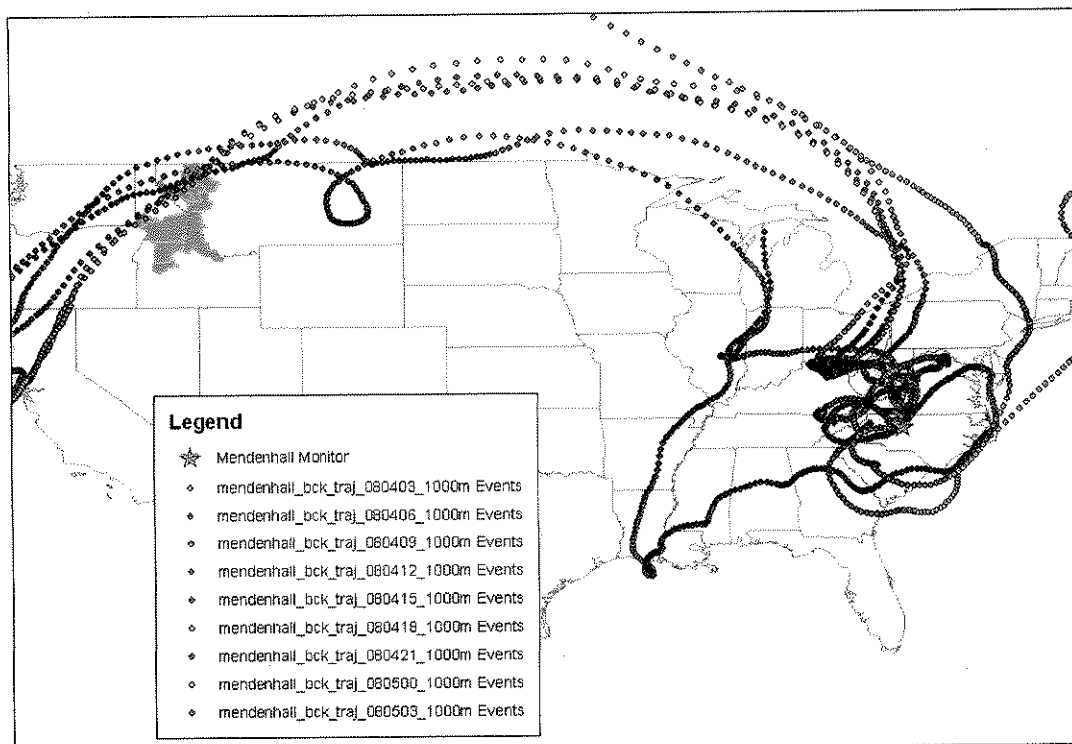 Legend
Mendenhall Monitor
mendenhall_bck_traj_080403_1000m Events
mendenhall_bck_traj_080406_1000m Events
mendenhall_bck_traj_080409_1000m Events
mendenhall_bck_traj_080412_1000m Events
mendenhall_bck_traj_080415_1000m Events
mendenhall_bck_traj_080418_1000m Events
mendenhall_bck_traj_080421_1000m Events
mendenhall_bck_traj_080500_1000m Events
mendenhall_bck_traj_080503_1000m Events